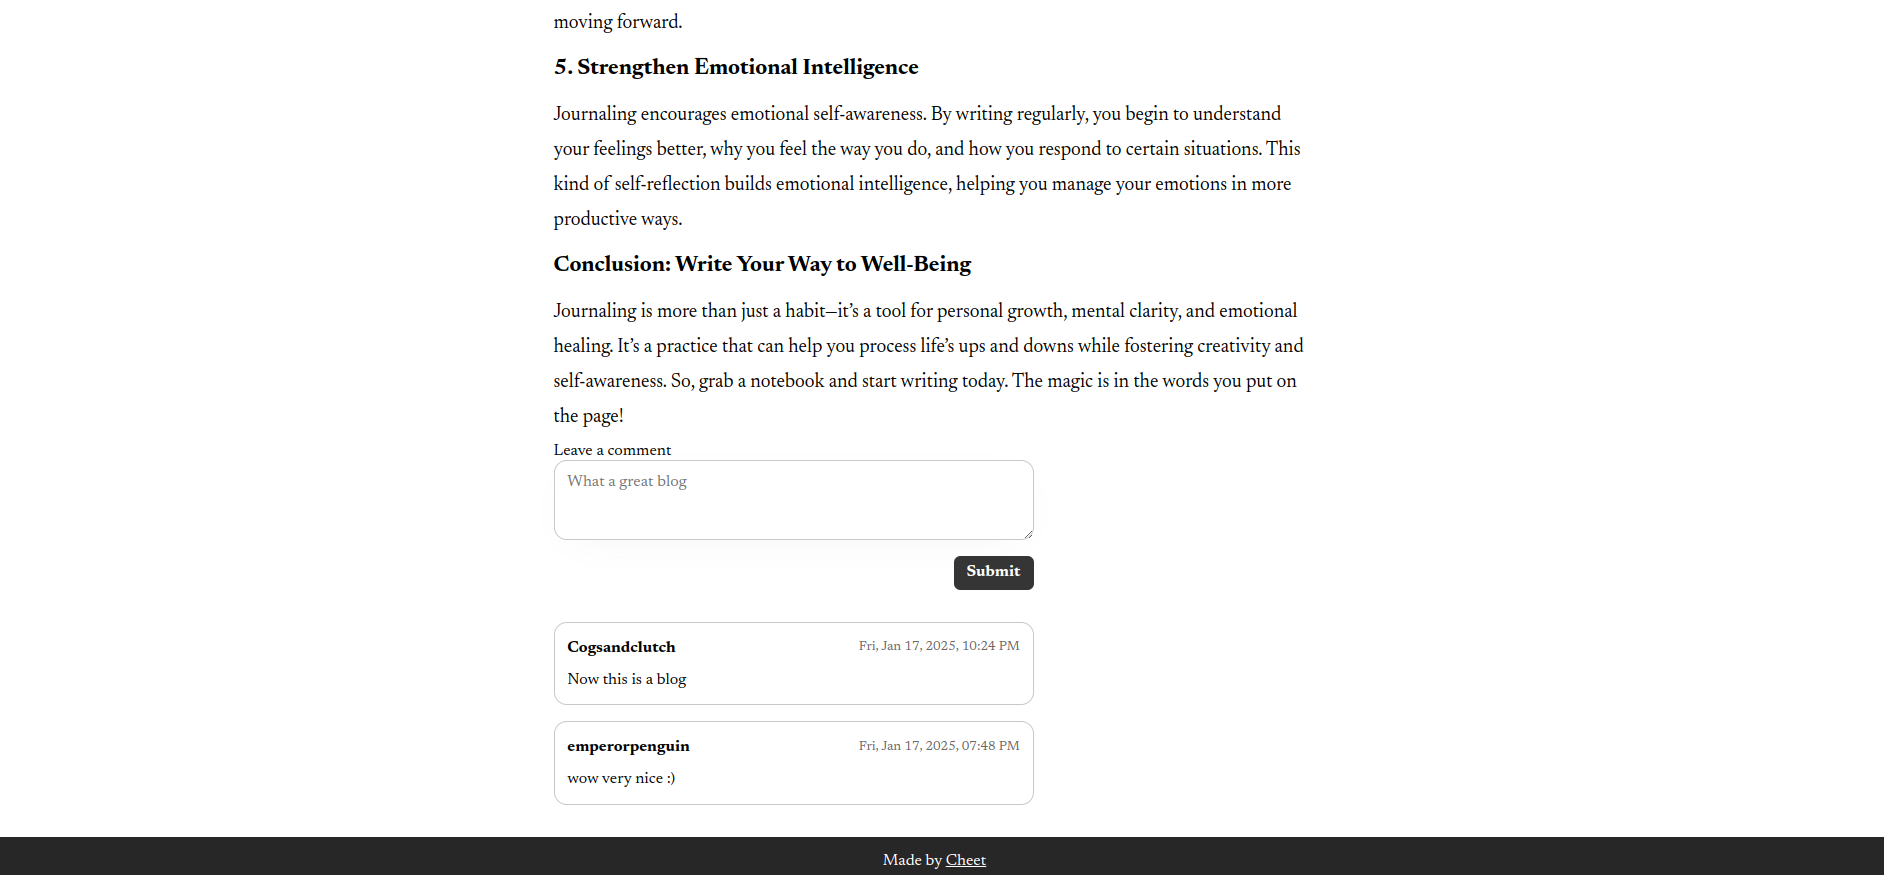 moving forward.
5. Strengthen Emotional Intelligence
Journaling encourages emotional self-awareness. By writing regularly, you begin to understand
your feelings better, why you feel the way you do, and how you respond to certain situations. This
kind of self-reflection builds emotional intelligence, helping you manage your emotions in more
productive ways.
Conclusion: Write Your Way to Well-Being
Journaling is more than just a habit—it’s a tool for personal growth, mental clarity, and emotional
healing. It’s a practice that can help you process life’s ups and downs while fostering creativity and
self-awareness. So, grab a notebook and start writing today. The magic is in the words you put on
the page!
Leave a comment
What a great blog
Submit
Cogsandclutch
Fri, Jan 17, 2025, 10:24 PM
Now this is a blog
emperorpenguin
Fri, Jan 17, 2025, 07:48 PM
wow very nice :)
Made by Cheet